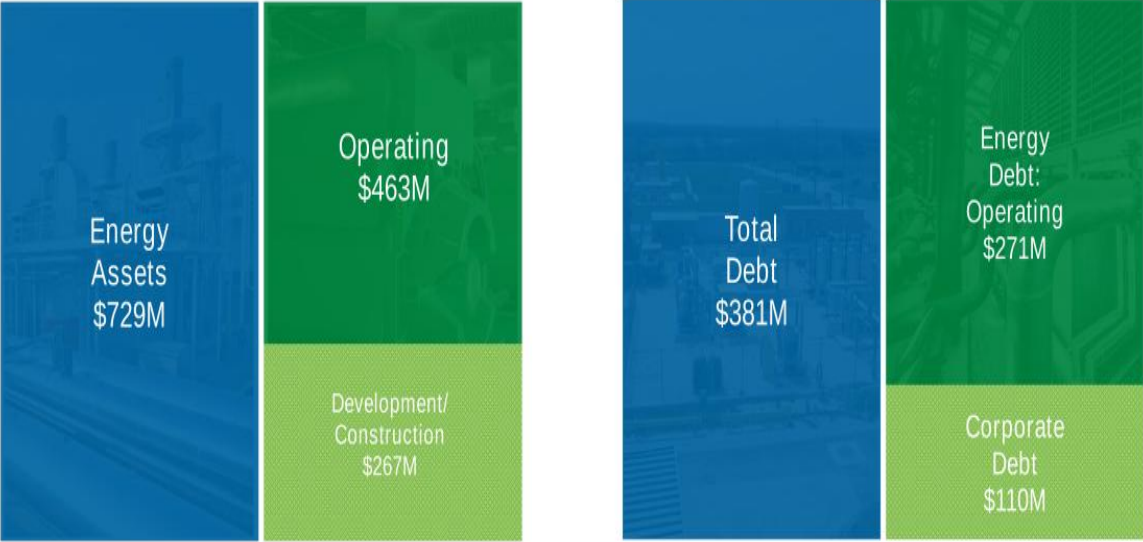 Energy
Assets
$729M
Operating
$463M
Development/
Construction
$267M
Total
Debt
$381M
Energy
Debt:
Operating
$271M
Corporate
Debt
$110M